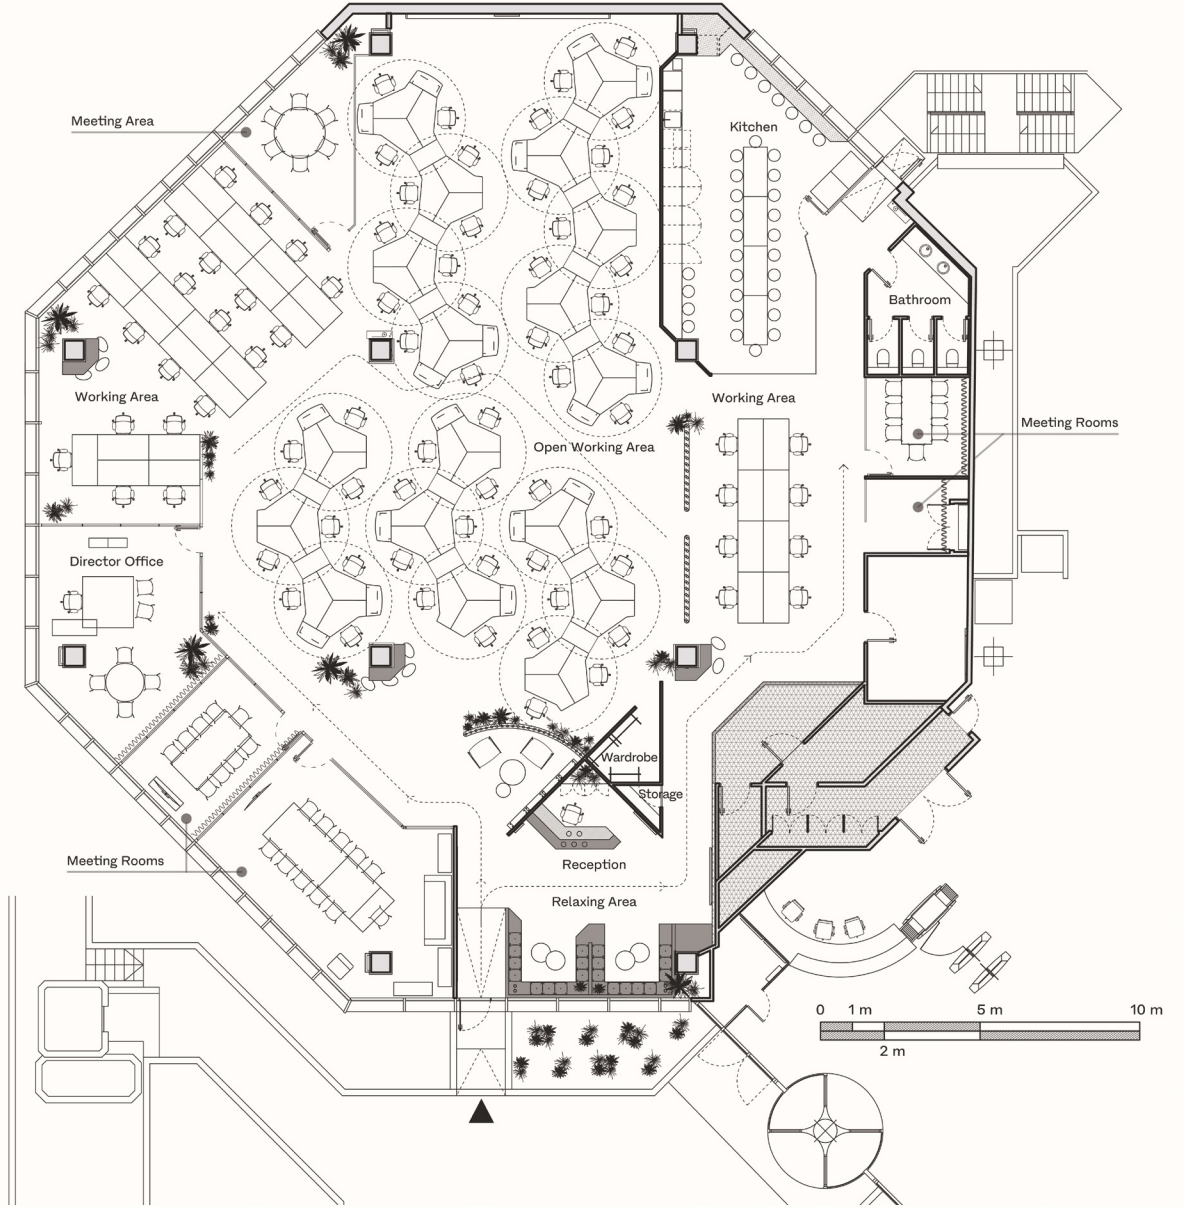 Meeting Area
Kitchen
Bathroom
Working Area
Working Area
Meeting Rooms
Open Working Area
Director Office
Wardrobe
Storage
Meeting Rooms
Reception
Relaxing Area
0 1 m 5 m 10 m
2 m